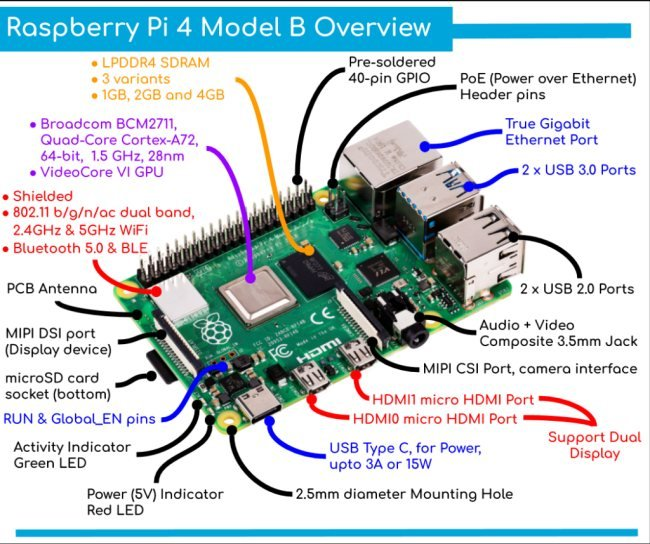 Raspberry Pi 4 Model B Overview
• LPDDR4 SDRAM
• 3 variants
• 1GB, 2GB and 4GB
Pre-soldered
40-pin GPIO
PoE (Power over Ethernet)
Header pins
• Broadcom BCM2711,
Quad-Core Cortex-A72,
64-bit, 1.5 GHz, 28nm
• VideoCore VI GPU
True Gigabit
Ethernet Port
2 x USB 3.0 Ports
• Shielded
• 802.11 b/g/n/ac dual band,
2.4GHz & 5GHz WiFi
• Bluetooth 5.0 & BLE
PCB Antenna
2 x USB 2.0 Ports
MIPI DSI port
(Display device)
Audio + Video
Composite 3.5mm Jack
microSD card
socket (bottom)
MIPI CSI Port, camera interface
CE
FC
HDMI
RUN & Global_EN pins
HDMI1 micro HDMI Port
HDMI0 micro HDMI Port
Support Dual
Display
Activity Indicator
Green LED
USB Type C, for Power,
upto 3A or 15W
Power (5V) Indicator
Red LED
2.5mm diameter Mounting Hole